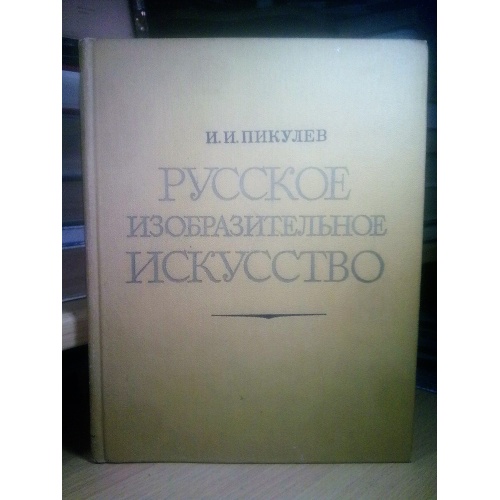 И. И. ПИКУЛЕВ
РУССКОЕ
ИЗОБРАЗИТЕЛЬНОЕ
ИСКУССТВО